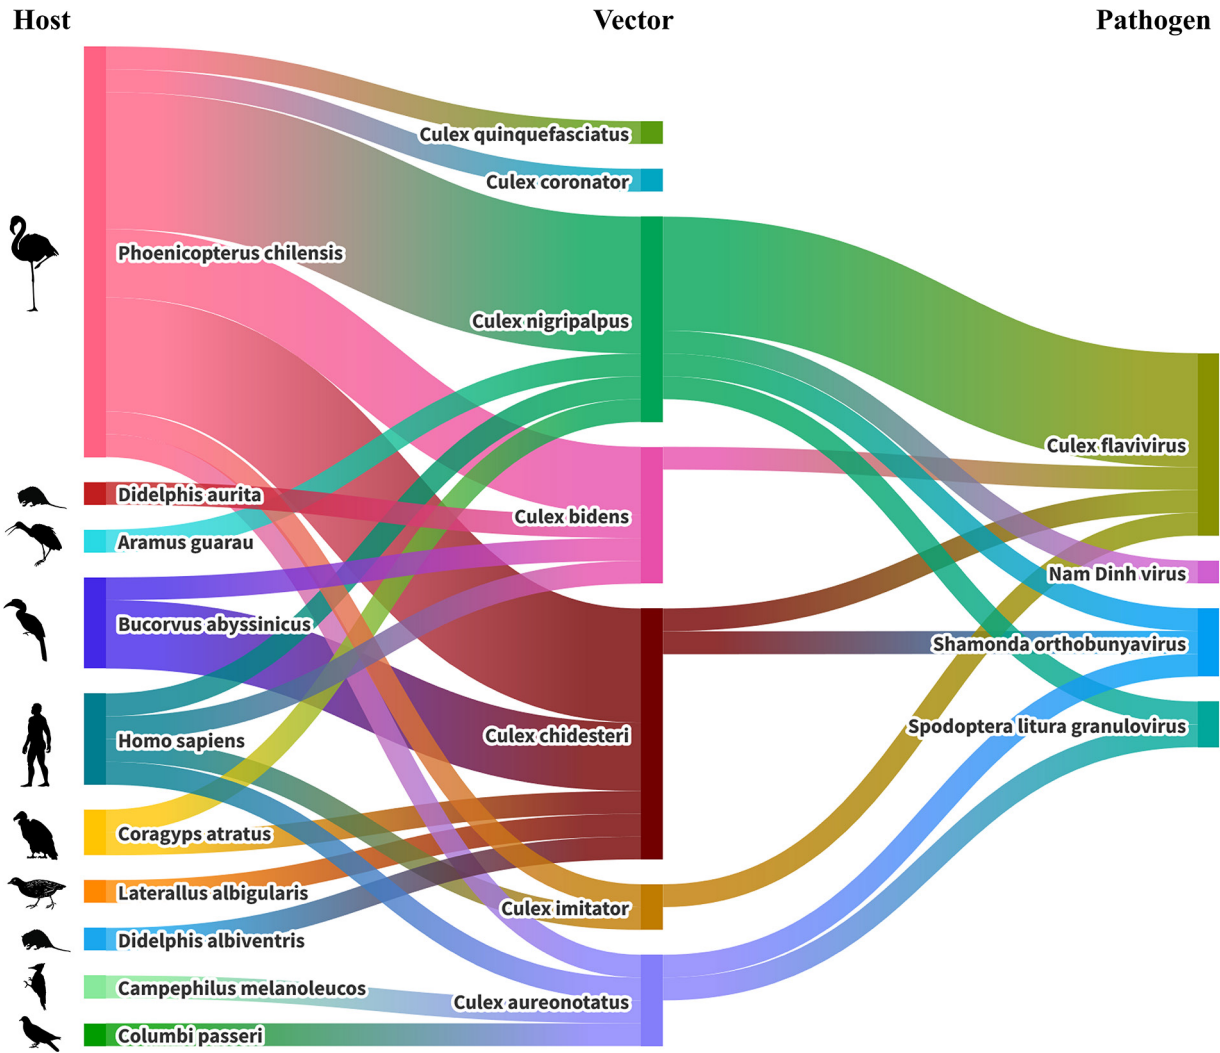 Host
Vector
Pathogen
Culex quinquefasciatus
Culex coronator
Phoenicopterus chilensis
Culex nigripalpus
Culex flavivirus
Didelphis aurita
Culex bidens
Aramus guarau
Nam Dinh virus
Bucorvus abyssinicus
Shamonda orthobunyavirus
Spodoptera litura granulovirus
Culex chidesteri
Homo sapiens
Coragyps atratus
Laterallus albigularis
Culex imitator
Didelphis albiventris
Campephilus melanoleucos
Culex aureonotatus
Columbi passeri